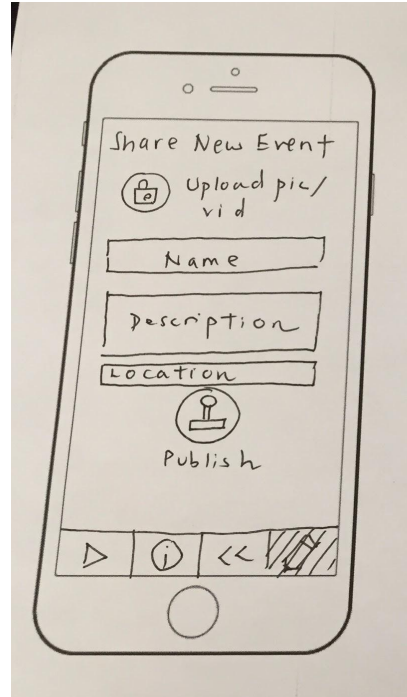 Share New Event
Upload pic/
vid
Name
Description
Location
Publish
i
<<